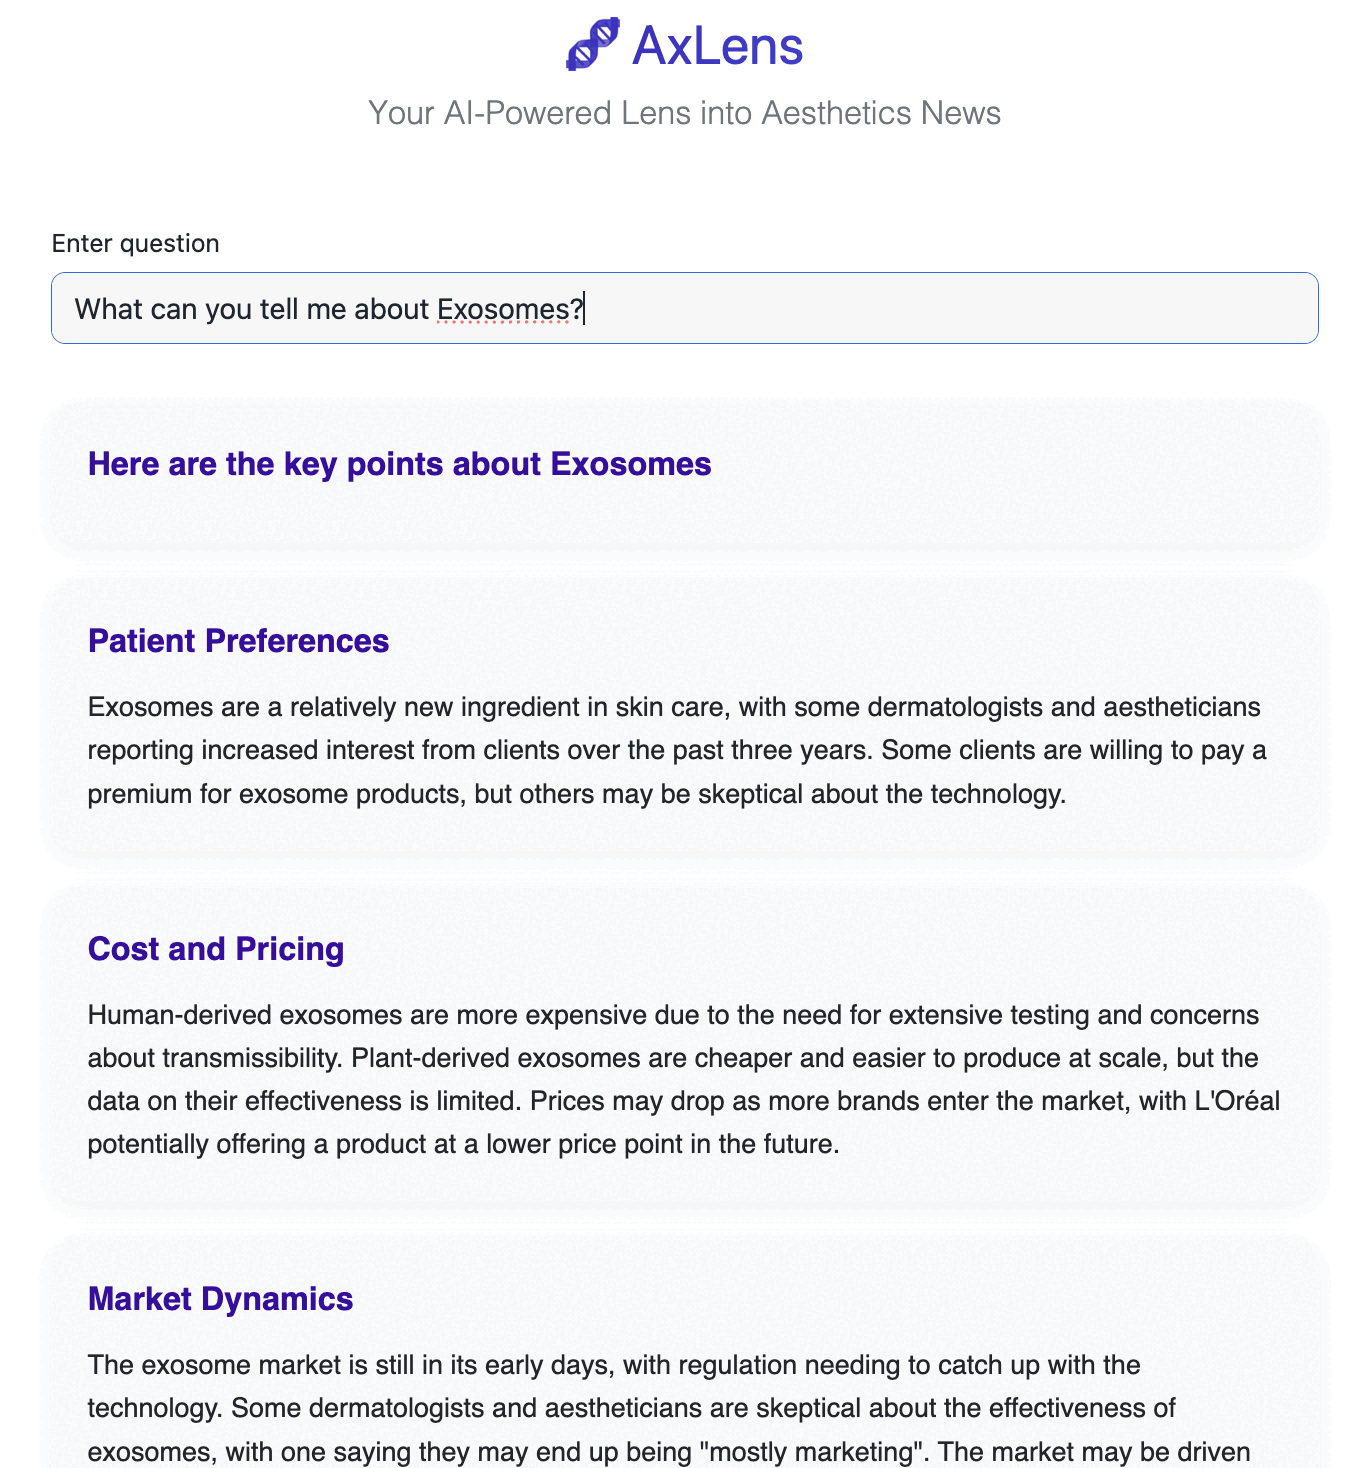 AxLens
Your AI-Powered Lens into Aesthetics News
Enter question
What can you tell me about Exosomes?
Here are the key points about Exosomes
Patient Preferences
Exosomes are a relatively new ingredient in skin care, with some dermatologists and aestheticians
reporting increased interest from clients over the past three years. Some clients are willing to pay a
premium for exosome products, but others may be skeptical about the technology.
Cost and Pricing
Human-derived exosomes are more expensive due to the need for extensive testing and concerns
about transmissibility. Plant-derived exosomes are cheaper and easier to produce at scale, but the
data on their effectiveness is limited. Prices may drop as more brands enter the market, with L'Oréal
potentially offering a product at a lower price point in the future.
Market Dynamics
The exosome market is still in its early days, with regulation needing to catch up with the
technology. Some dermatologists and aestheticians are skeptical about the effectiveness of
exosomes, with one saying they may end up being "mostly marketing". The market may be driven